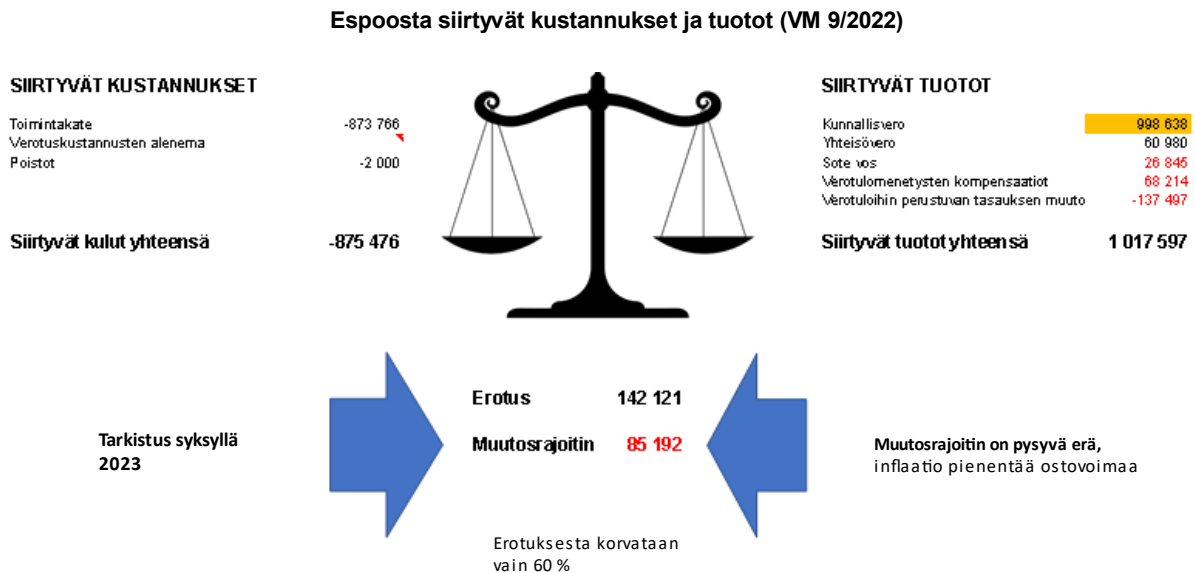 Espoosta siirtyvät kustannukset ja tuotot (VM 9/2022)
SIIRTYVÄT KUSTANNUKSET
Toimintakate -873 766
Verotuskustannusten alenema
Poistot -2 000
Siirtyvät kulut yhteensä -875 476
SIIRTYVÄT TUOTOT
Kunnallisvero 998 638
Yhteisövero 60 980
Sote vos 26 845
Verotulomenetysten kompensaatiot 68 214
Verotuloihin perustuvan tasauksen muuto -137 497
Siirtyvät tuotot yhteensä 1 017 597
Erotus 142 121
Muutosrajoitin 85 192
Tarkistus syksyllä
2023
Muutosrajoitin on pysyvä erä,
inflaatio pienentää ostovoimaa
Erotuksesta korvataan
vain 60 %